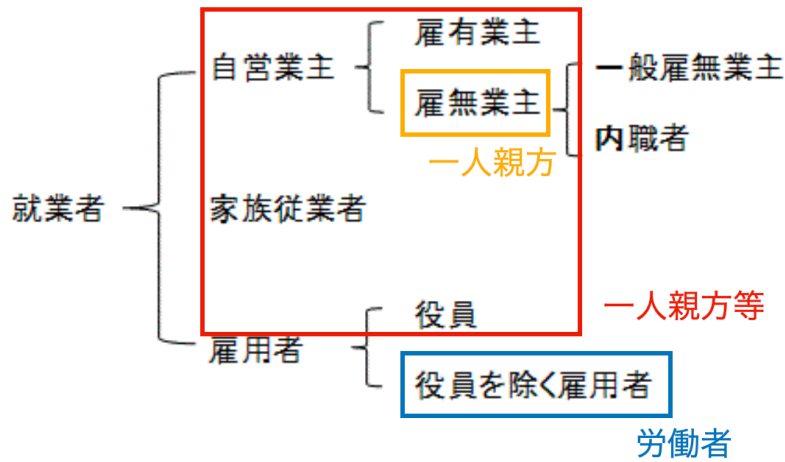 雇有業主
自営業主
一般雇無業主
雇無業主
内職者
一人親方
就業者
家族従業者
一人親方等
役員
雇用者
役員を除く雇用者
労働者